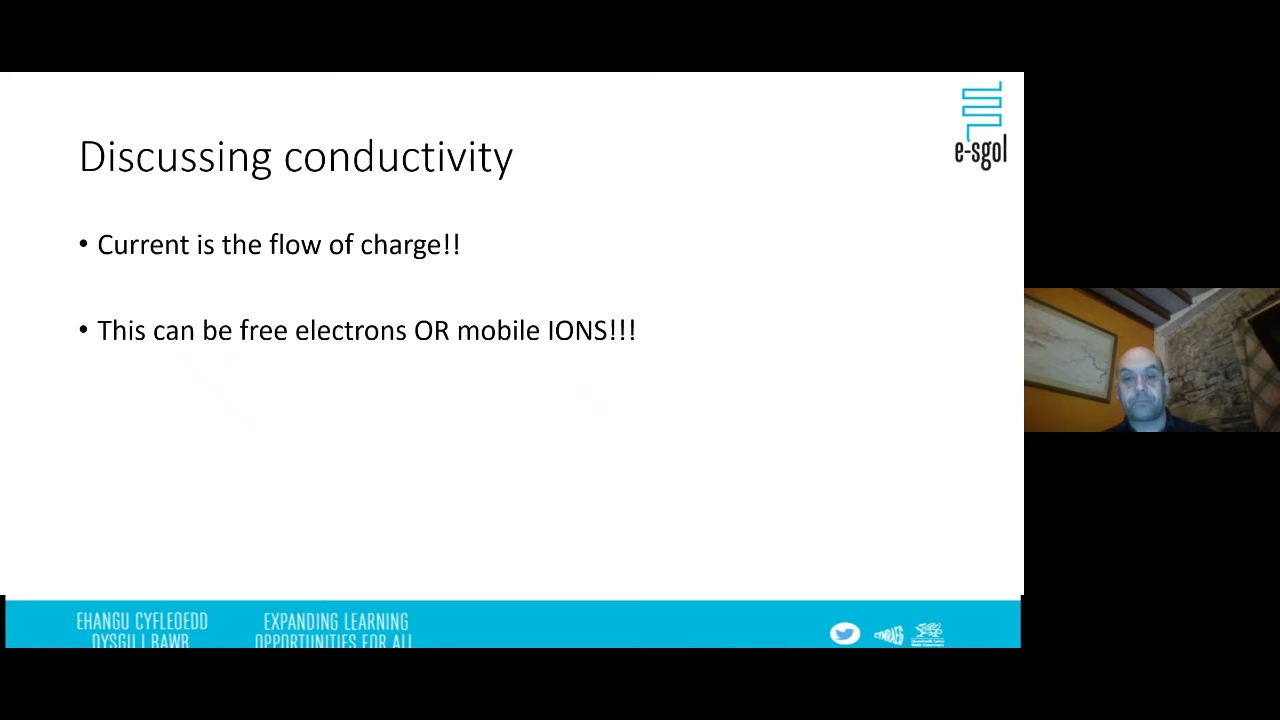 e-sgol
Discussing conductivity
• Current is the flow of charge!!
• This can be free electrons OR mobile IONS!!!
EHANGU CYFLEOEDD
DYSGU I BAWB
EXPANDING LEARNING
OPPORTUNITIES FOR ALL